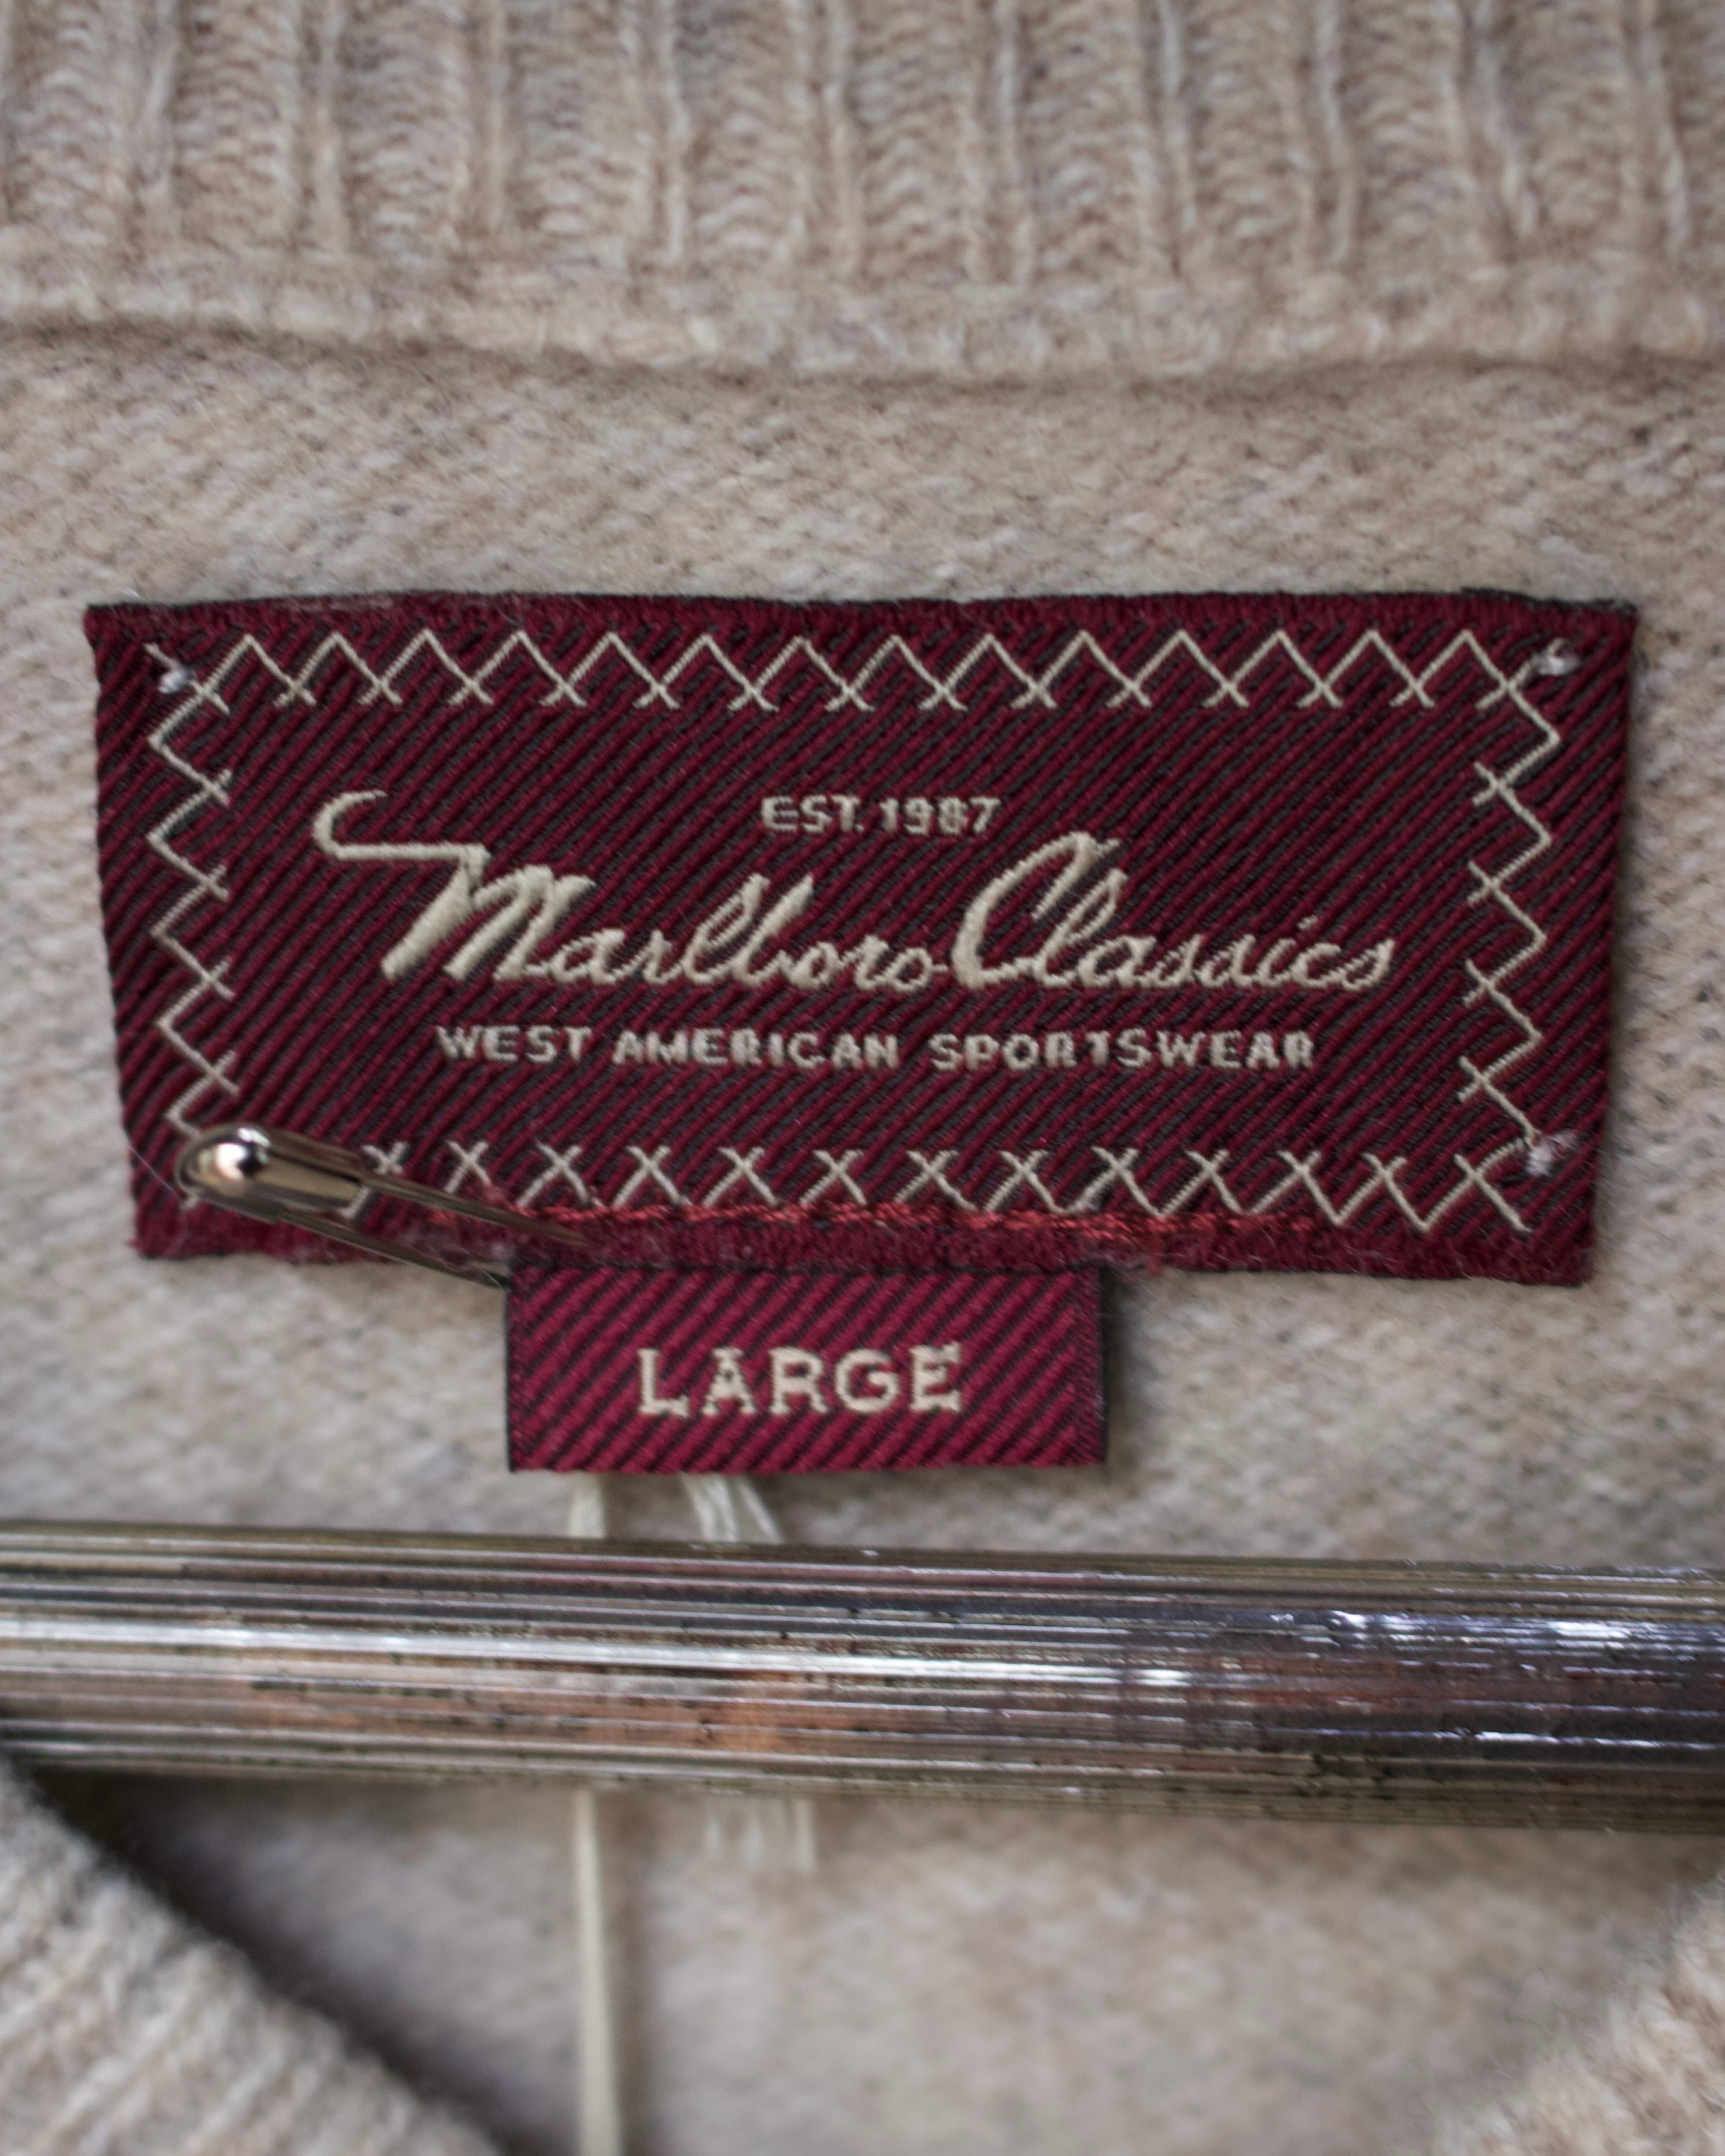 EST. 1987
Marlboro Classics
WEST AMERICAN SPORTSWEAR
LARGE